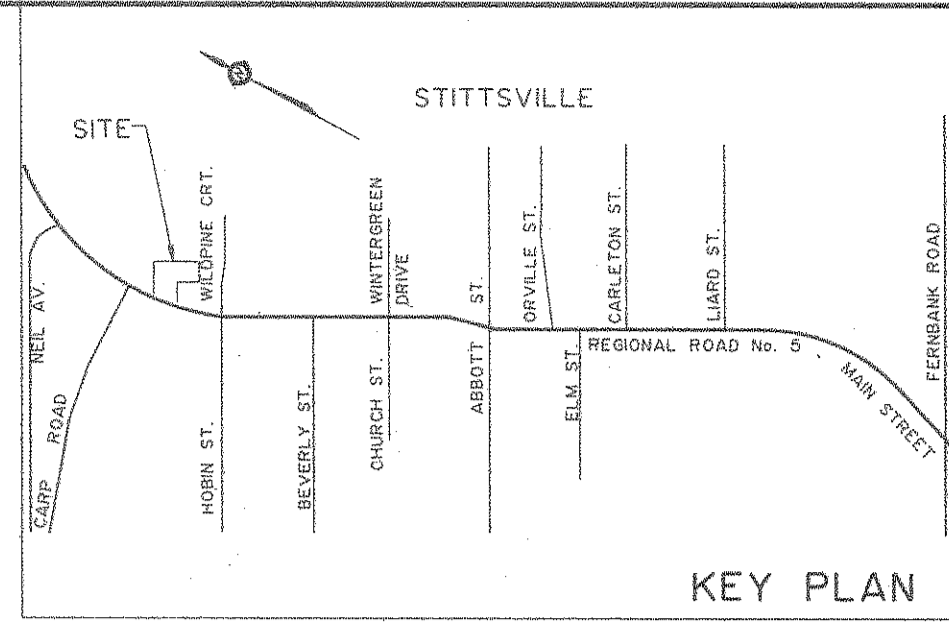 STITTSVILLE
SITE
NEIL AV.
CARP ROAD
WILDPINE CRT.
HOBIN ST.
BEVERLY ST.
WINTERGREEN
DRIVE
CHURCH ST.
ABBOTT ST.
ORVILLE ST.
ELM ST.
CARLETON ST.
LIARD ST.
REGIONAL ROAD No. 5
MAIN STREET
FERNBANK ROAD
KEY PLAN